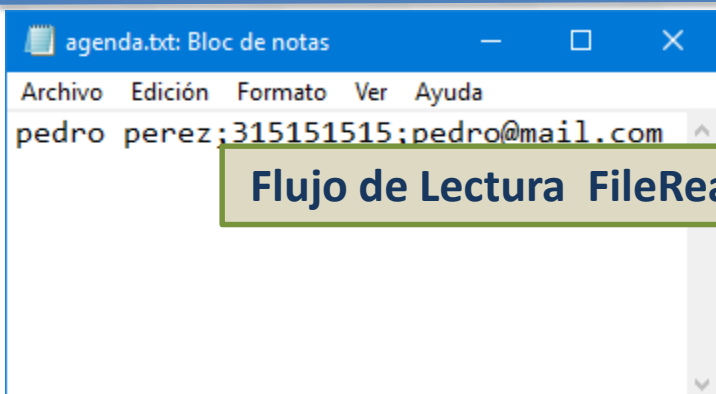 agenda.txt: Bloc de notas
Archivo Edición Formato Ver Ayuda
pedro perez;315151515;pedro@mail.com
Flujo de Lectura FileRea